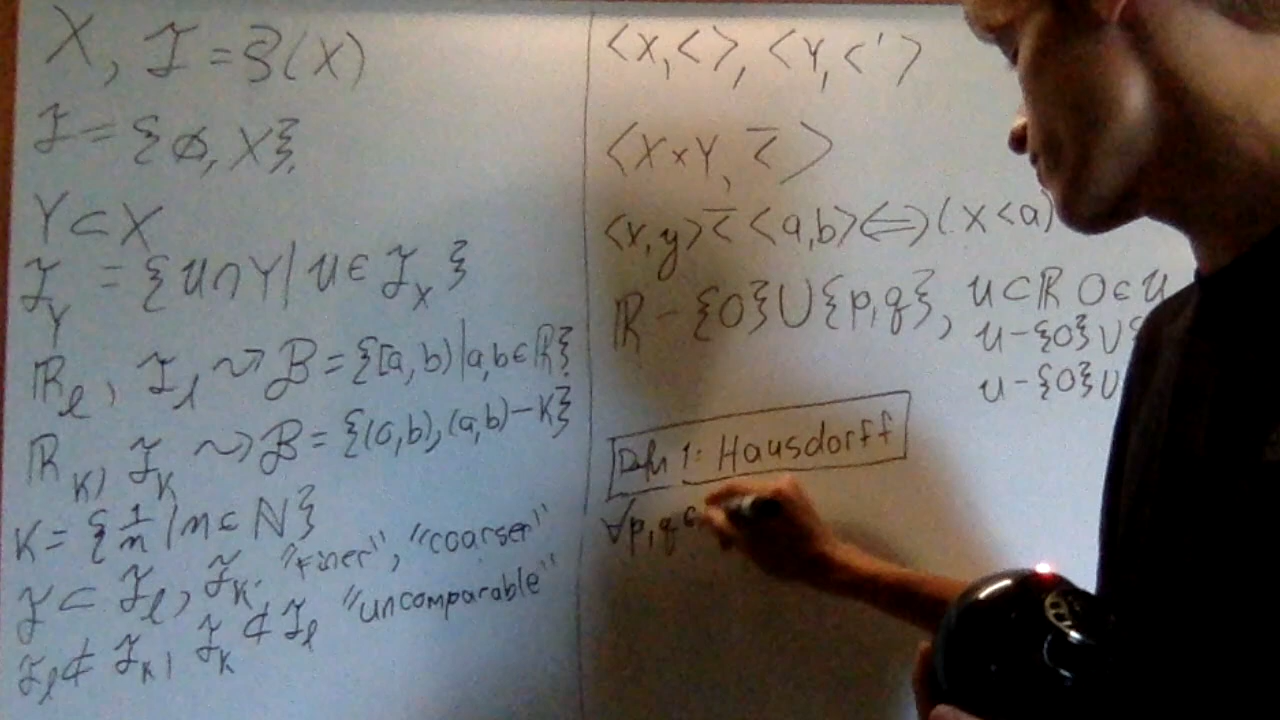 X, 𝒯 = ℬ(X)
𝒯 = {∅, X},
Y ⊂ X
𝒯_Y = {U ∩ Y | U ∈ 𝒯_X}
ℝ_ℓ, 𝒯_ℓ ⇝ ℬ = {[a, b) | a, b ∈ ℝ}
ℝ_K, 𝒯_K ⇝ ℬ = {(a, b), (a, b) - K}
K = {1/n | n ∈ ℕ}
𝒯 ⊂ 𝒯_ℓ, 𝒯_K. "finer", "coarser"
𝒯_ℓ ⊄ 𝒯_K, 𝒯_K ⊄ 𝒯_ℓ "uncomparable"
<X, <>, <Y, <'>
<X × Y, ⋜>
<x, y> ⋜ <a, b> ⟺ (x < a)
ℝ - {0} ∪ {p, q}, U ⊂ ℝ 0 ∈ U
U - {0} ∪ {
U - {0} ∪
Defn 1: Hausdorff
∀p, q ∈